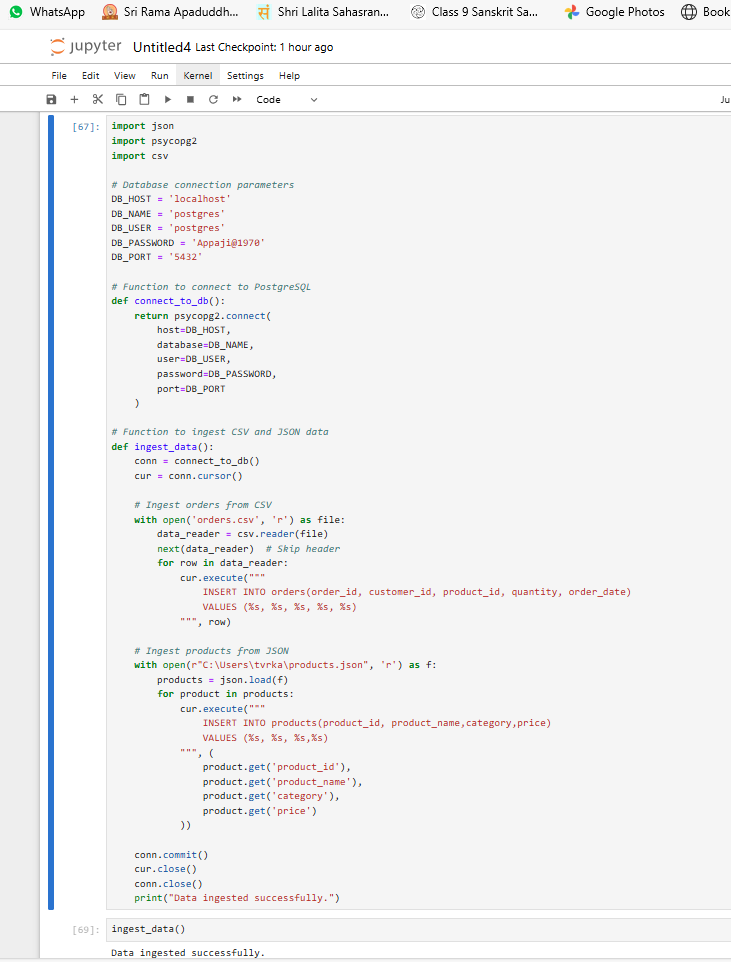 WhatsApp Sri Rama Apaduddh... Shri Lalita Sahasran... Class 9 Sanskrit Sa... Google Photos Book
jupyter Untitled4 Last Checkpoint: 1 hour ago
File Edit View Run Kernel Settings Help
Code Ju
[67]: import json
import psycopg2
import csv

# Database connection parameters
DB_HOST = 'localhost'
DB_NAME = 'postgres'
DB_USER = 'postgres'
DB_PASSWORD = 'Appaji@1970'
DB_PORT = '5432'

# Function to connect to PostgreSQL
def connect_to_db():
    return psycopg2.connect(
        host=DB_HOST,
        database=DB_NAME,
        user=DB_USER,
        password=DB_PASSWORD,
        port=DB_PORT
    )

# Function to ingest CSV and JSON data
def ingest_data():
    conn = connect_to_db()
    cur = conn.cursor()

    # Ingest orders from CSV
    with open('orders.csv', 'r') as file:
        data_reader = csv.reader(file)
        next(data_reader)  # Skip header
        for row in data_reader:
            cur.execute("""
                INSERT INTO orders(order_id, customer_id, product_id, quantity, order_date)
                VALUES (%s, %s, %s, %s, %s)
            """, row)

    # Ingest products from JSON
    with open(r"C:\Users\tvrka\products.json", 'r') as f:
        products = json.load(f)
        for product in products:
            cur.execute("""
                INSERT INTO products(product_id, product_name,category,price)
                VALUES (%s, %s, %s,%s)
            """, (
                product.get('product_id'),
                product.get('product_name'),
                product.get('category'),
                product.get('price')
            ))

    conn.commit()
    cur.close()
    conn.close()
    print("Data ingested successfully.")
[69]: ingest_data()
Data ingested successfully.